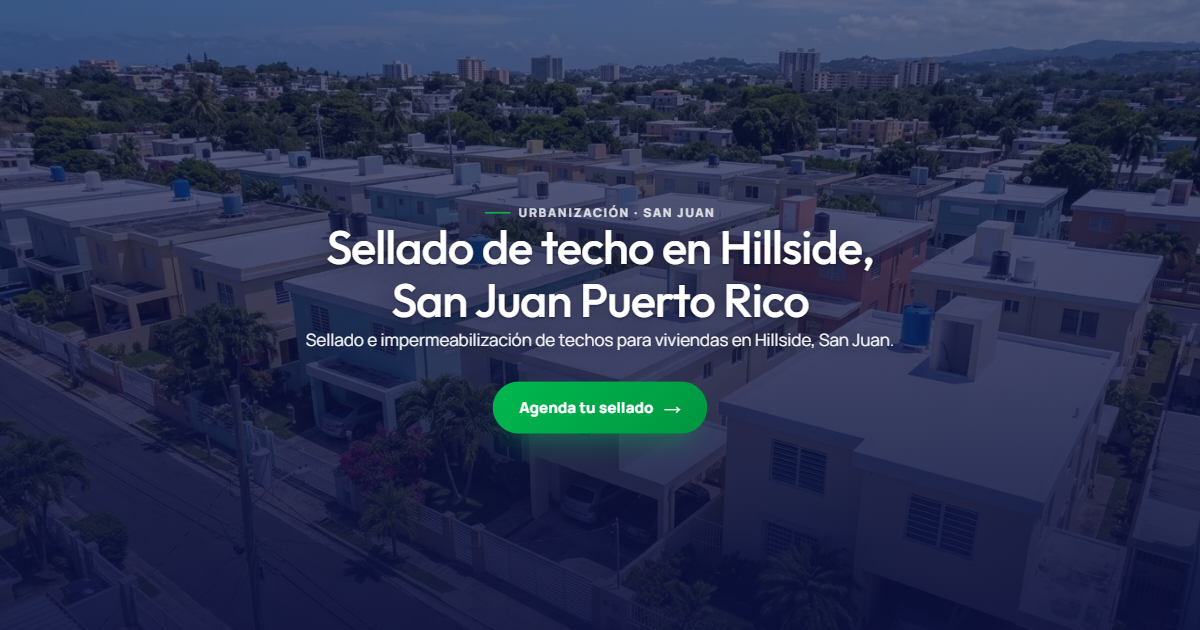 URBANIZACIÓN · SAN JUAN
Sellado de techo en Hillside,
San Juan Puerto Rico
Sellado e impermeabilización de techos para viviendas en Hillside, San Juan.
Agenda tu sellado →